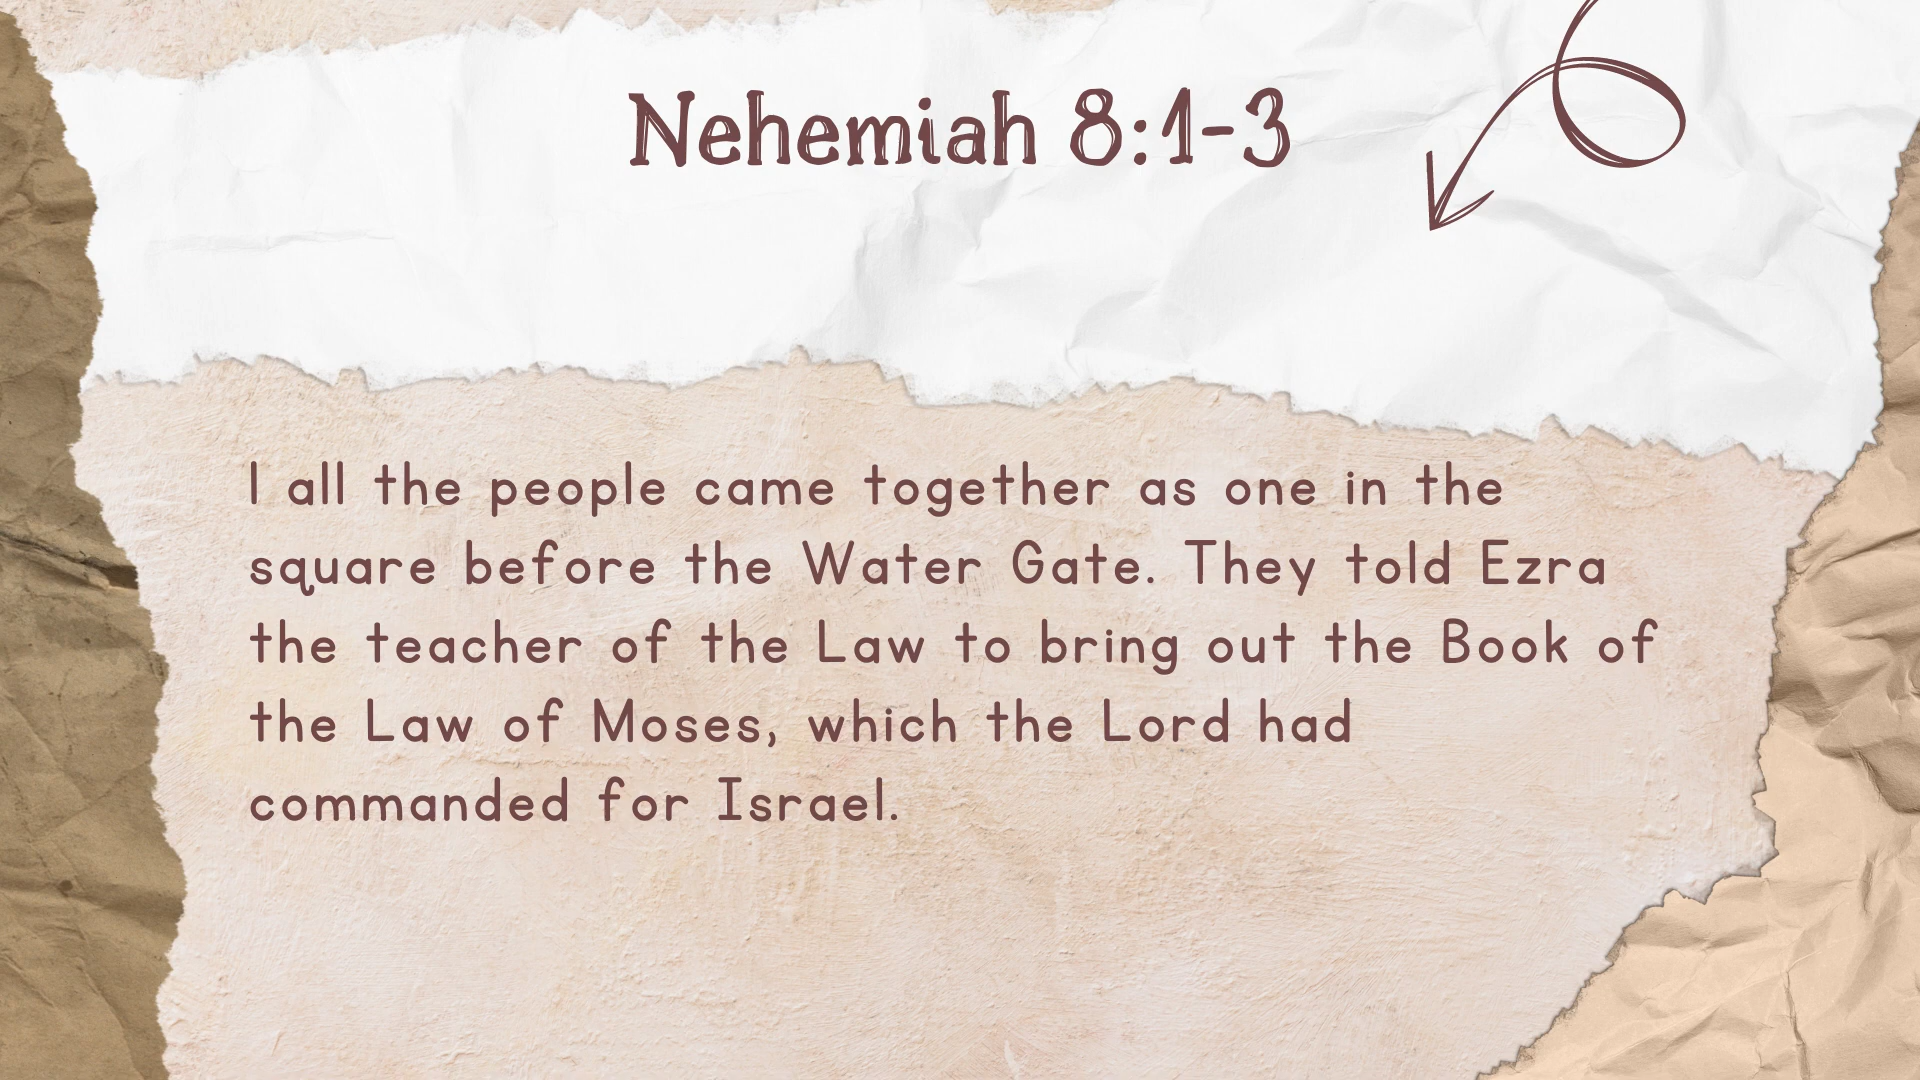 Nehemiah 8:1-3
I all the people came together as one in the
square before the Water Gate. They told Ezra
the teacher of the Law to bring out the Book of
the Law of Moses, which the Lord had
commanded for Israel.